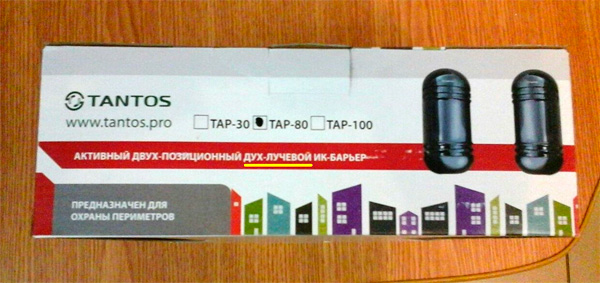 TANTOS
www.tantos.pro
TAP-30 TAP-80 TAP-100
АКТИВНЫЙ ДВУХ-ПОЗИЦИОННЫЙ ДУХ-ЛУЧЕВОЙ ИК-БАРЬЕР
ПРЕДНАЗНАЧЕН ДЛЯ
ОХРАНЫ ПЕРИМЕТРОВ